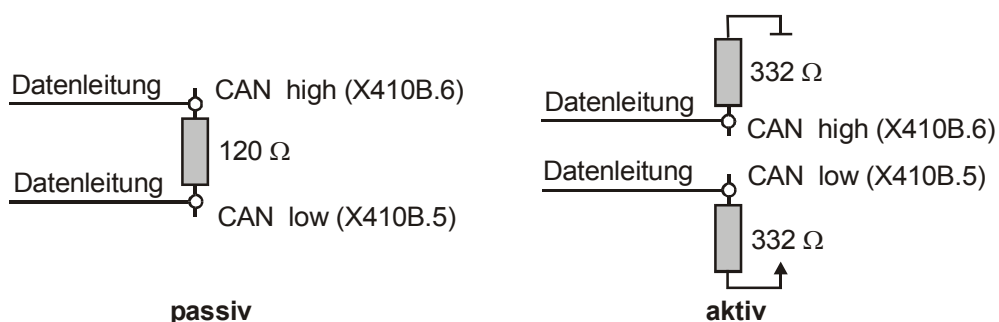 Datenleitung CAN high (X410B.6)
120 Ω
Datenleitung
CAN low (X410B.5)
passiv
332 Ω
Datenleitung
CAN high (X410B.6)
Datenleitung CAN low (X410B.5)
332 Ω
aktiv